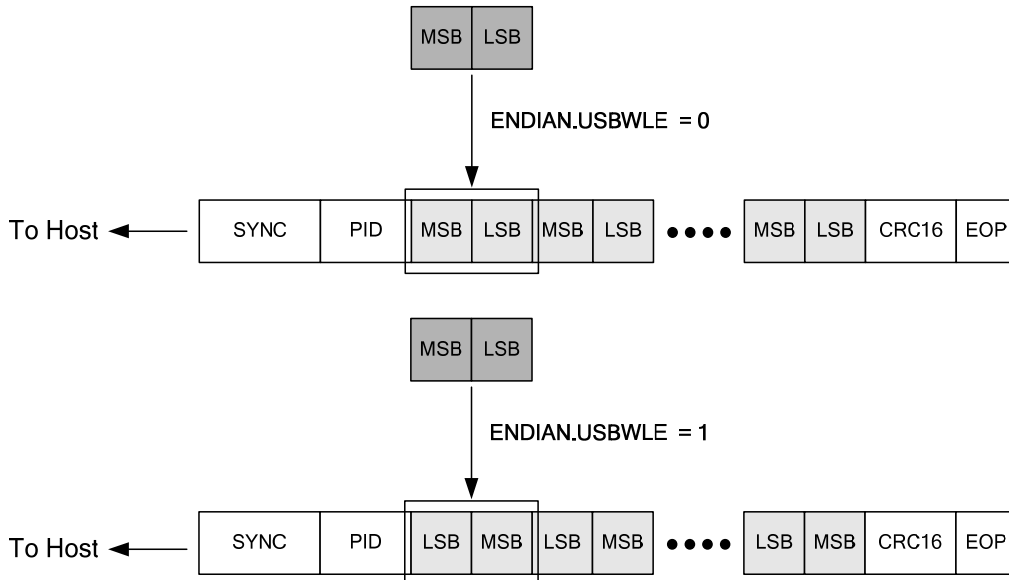 MSB LSB
ENDIAN.USBWLE = 0
To Host SYNC PID MSB LSB MSB LSB MSB LSB CRC16 EOP
MSB LSB
ENDIAN.USBWLE = 1
To Host SYNC PID LSB MSB LSB MSB LSB MSB CRC16 EOP